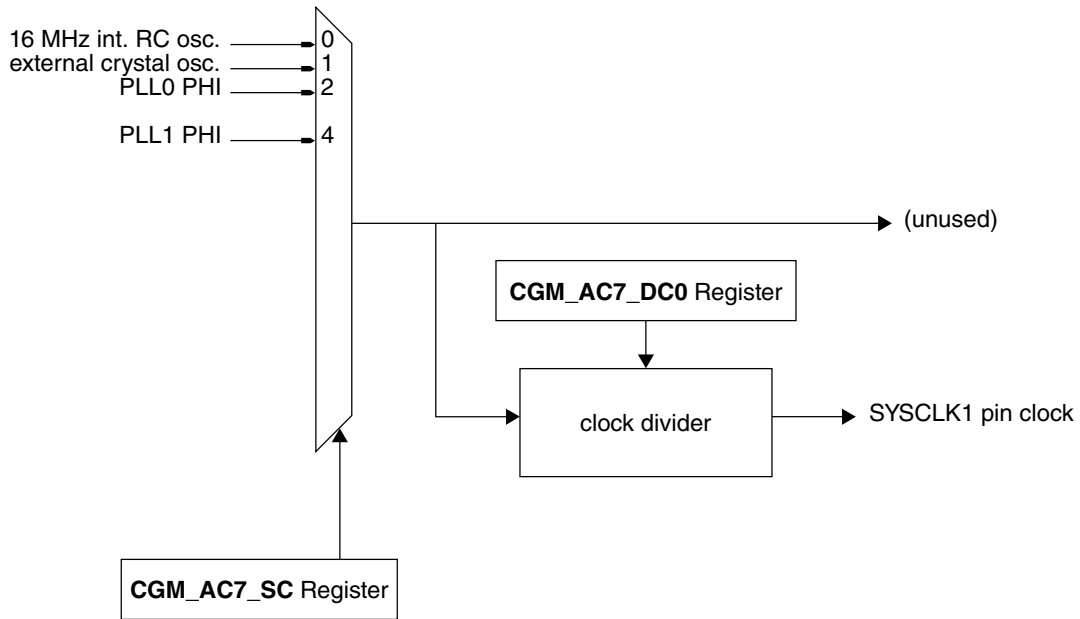 16 MHz int. RC osc.
0
external crystal osc.
1
PLL0 PHI
2
PLL1 PHI
4
(unused)
CGM_AC7_DC0 Register
clock divider
SYSCLK1 pin clock
CGM_AC7_SC Register